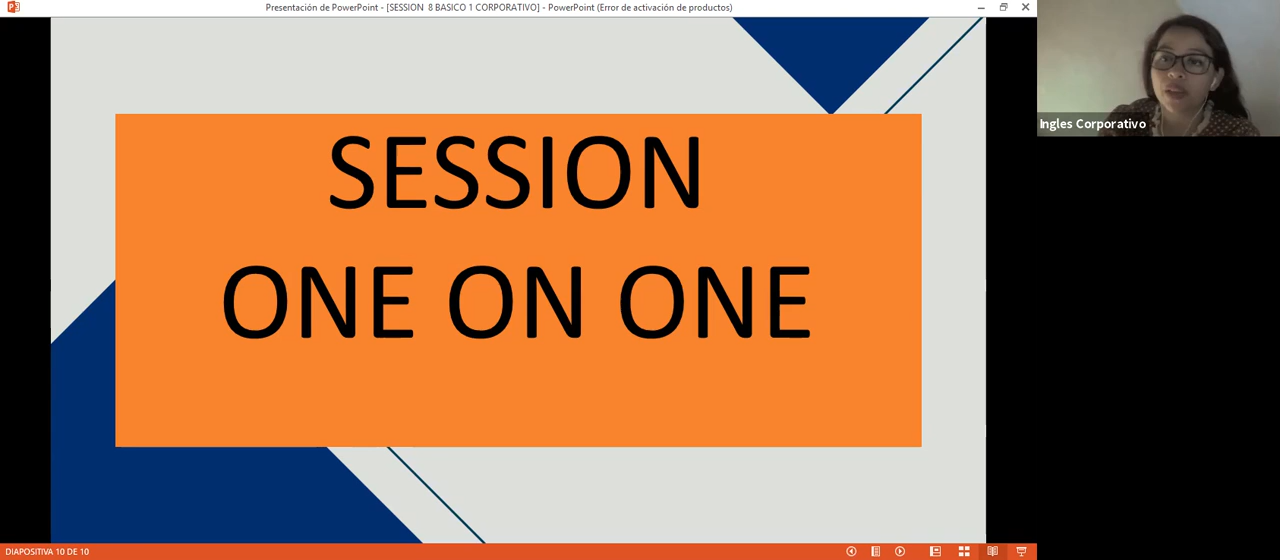 Presentación de PowerPoint - [SESSION 8 BASICO 1 CORPORATIVO] - PowerPoint (Error de activación de productos)
Ingles Corporativo
SESSION
ONE ON ONE
DIAPOSITIVA 10 DE 10